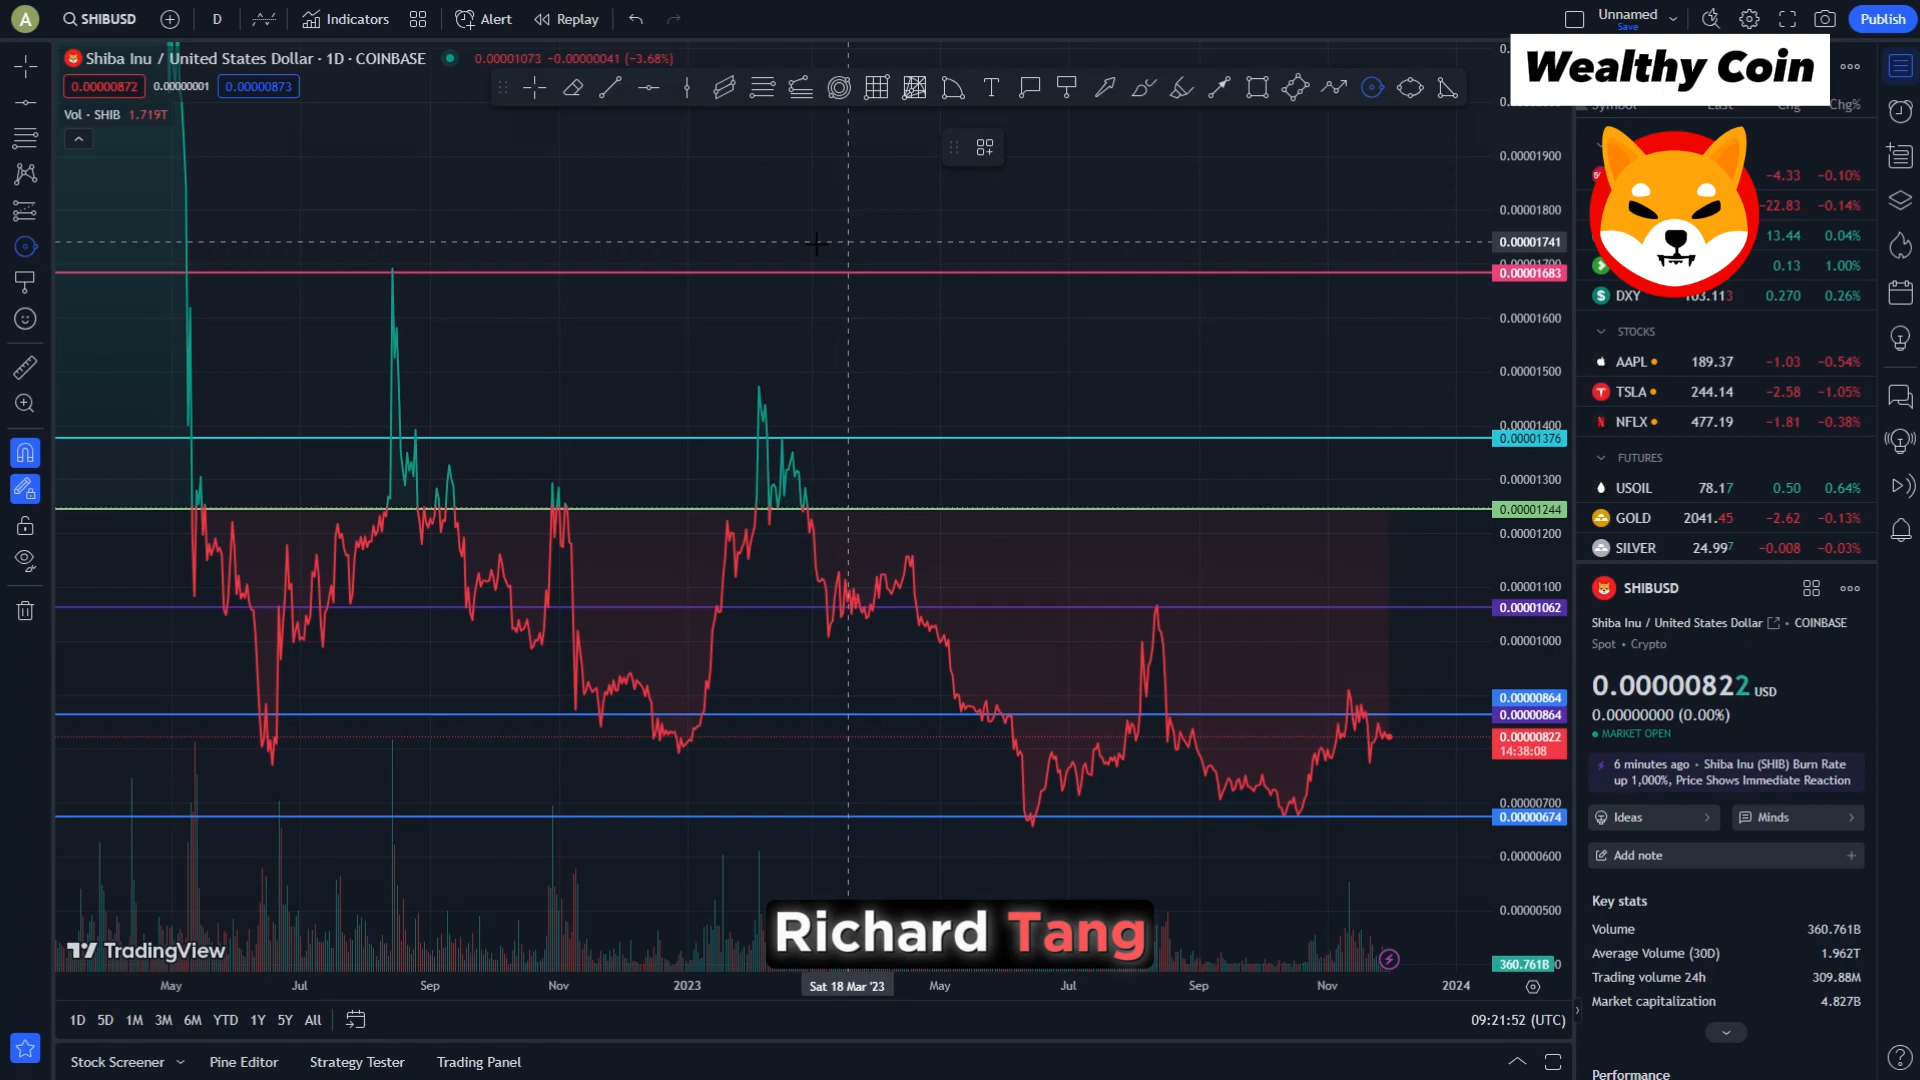 A
SHIBUSD
D
Indicators
Alert
Replay
Unnamed
Save
Publish
Shiba Inu / United States Dollar · 1D · COINBASE
0.00001073 −0.00000041 (−3.68%)
0.00000872
0.00000001
0.00000873
Vol · SHIB 1.719T
Wealthy Coin
Symbol Last Chg Chg%
−4.33 −0.10%
−22.83 −0.14%
13.44 0.04%
0.13 1.00%
DXY 103.113 0.270 0.26%
STOCKS
AAPL 189.37 −1.03 −0.54%
TSLA 244.14 −2.58 −1.05%
NFLX 477.19 −1.81 −0.38%
FUTURES
USOIL 78.17 0.50 0.64%
GOLD 2041.45 −2.62 −0.13%
SILVER 24.997 −0.008 −0.03%
0.00001900
0.00001800
0.00001741
0.00001700
0.00001683
0.00001600
0.00001500
0.00001400
0.00001376
0.00001300
0.00001244
0.00001200
0.00001100
0.00001062
0.00001000
0.00000864
0.00000864
0.00000822
14:38:08
0.00000700
0.00000674
0.00000600
0.00000500
360.761B
SHIBUSD
Shiba Inu / United States Dollar • COINBASE
Spot • Crypto
0.00000822 USD
0.00000000 (0.00%)
MARKET OPEN
6 minutes ago • Shiba Inu (SHIB) Burn Rate
up 1,000%, Price Shows Immediate Reaction
Ideas
Minds
Add note
Key stats
Volume 360.761B
Average Volume (30D) 1.962T
Trading volume 24h 309.88M
Market capitalization 4.827B
Performance
Richard Tang
TradingView
May Jul Sep Nov 2023 Sat 18 Mar '23 May Jul Sep Nov 2024
1D 5D 1M 3M 6M YTD 1Y 5Y All
09:21:52 (UTC)
Stock Screener
Pine Editor
Strategy Tester
Trading Panel